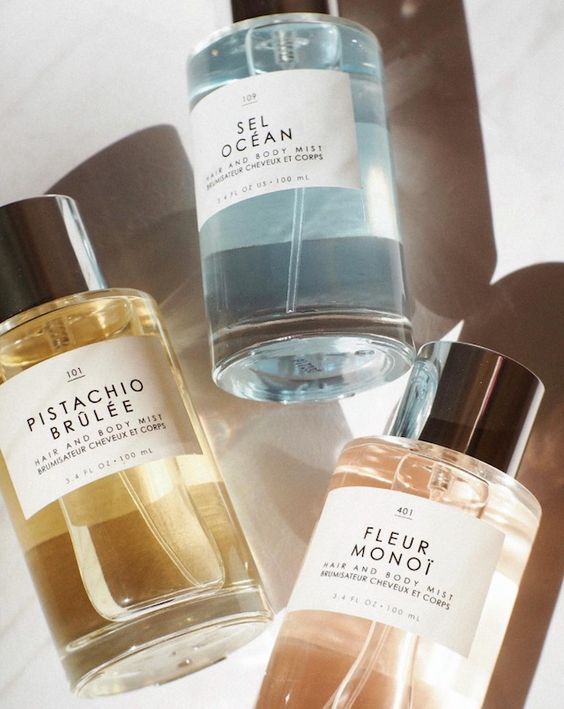 109
SEL
OCÉAN
HAIR AND BODY MIST
BRUMISATEUR CHEVEUX ET CORPS
3.4 FL OZ US • 100 mL
101
PISTACHIO
BRÛLÉE
HAIR AND BODY MIST
BRUMISATEUR CHEVEUX ET CORPS
3.4 FL OZ • 100 mL
401
FLEUR
MONOÏ
HAIR AND BODY MIST
BRUMISATEUR CHEVEUX ET CORPS
3.4 FL OZ • 100 mL